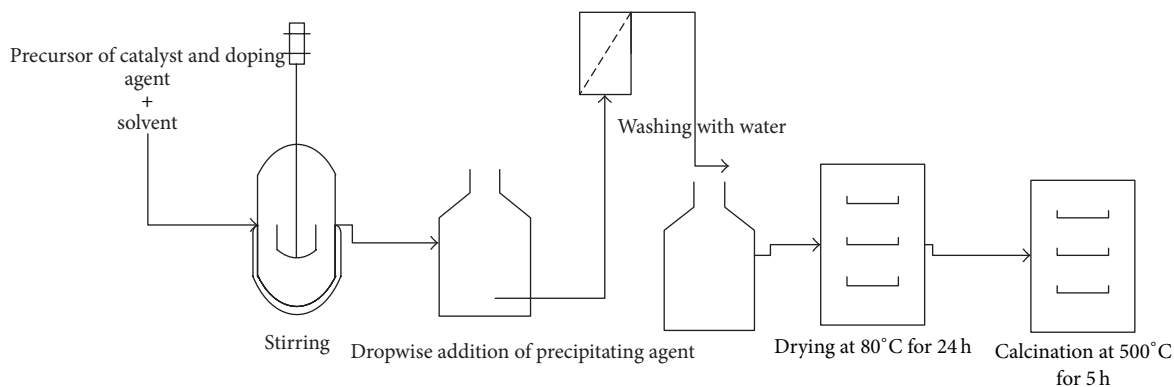 Precursor of catalyst and doping
agent
+
solvent
Washing with water
Stirring
Dropwise addition of precipitating agent
Drying at 80°C for 24 h
Calcination at 500°C
for 5 h